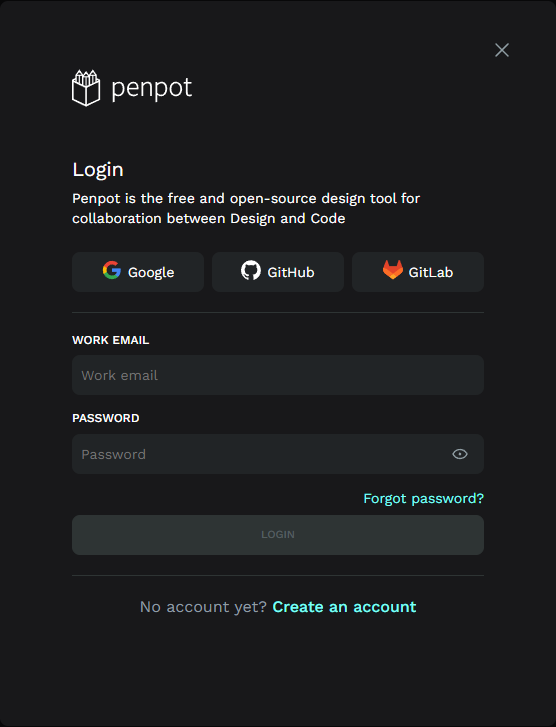 penpot
Login
Penpot is the free and open-source design tool for
collaboration between Design and Code
Google
GitHub
GitLab
WORK EMAIL
Work email
PASSWORD
Password
Forgot password?
LOGIN
No account yet? Create an account